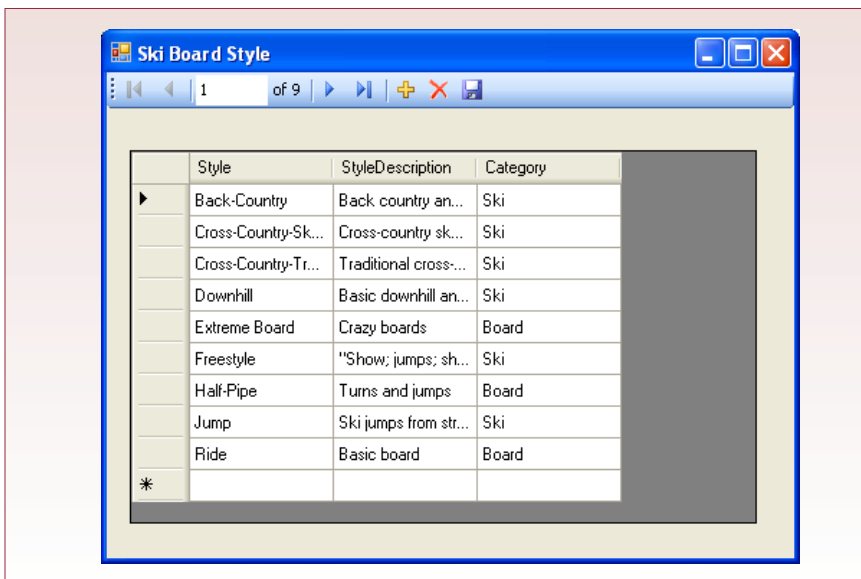 Ski Board Style
1 of 9
Style StyleDescription Category
Back-Country Back country an... Ski
Cross-Country-Sk... Cross-country sk... Ski
Cross-Country-Tr... Traditional cross-... Ski
Downhill Basic downhill an... Ski
Extreme Board Crazy boards Board
Freestyle "Show; jumps; sh... Ski
Half-Pipe Turns and jumps Board
Jump Ski jumps from str... Ski
Ride Basic board Board